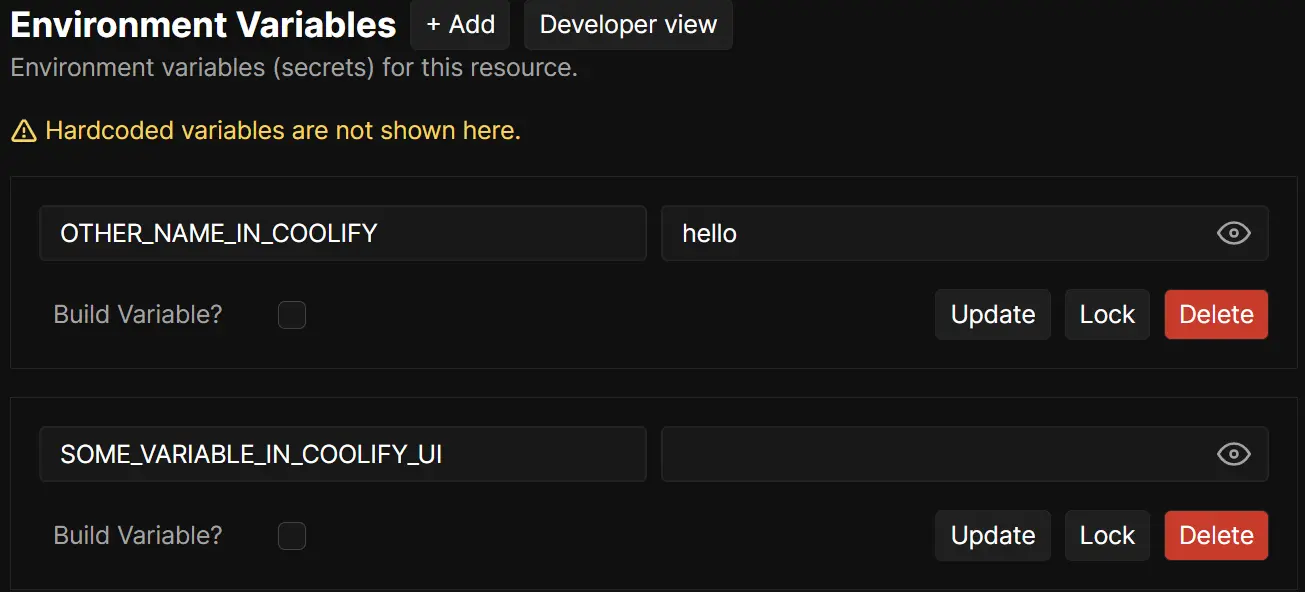 Environment Variables + Add Developer view
Environment variables (secrets) for this resource.
Hardcoded variables are not shown here.
OTHER_NAME_IN_COOLIFY hello
Build Variable? Update Lock Delete
SOME_VARIABLE_IN_COOLIFY_UI
Build Variable? Update Lock Delete